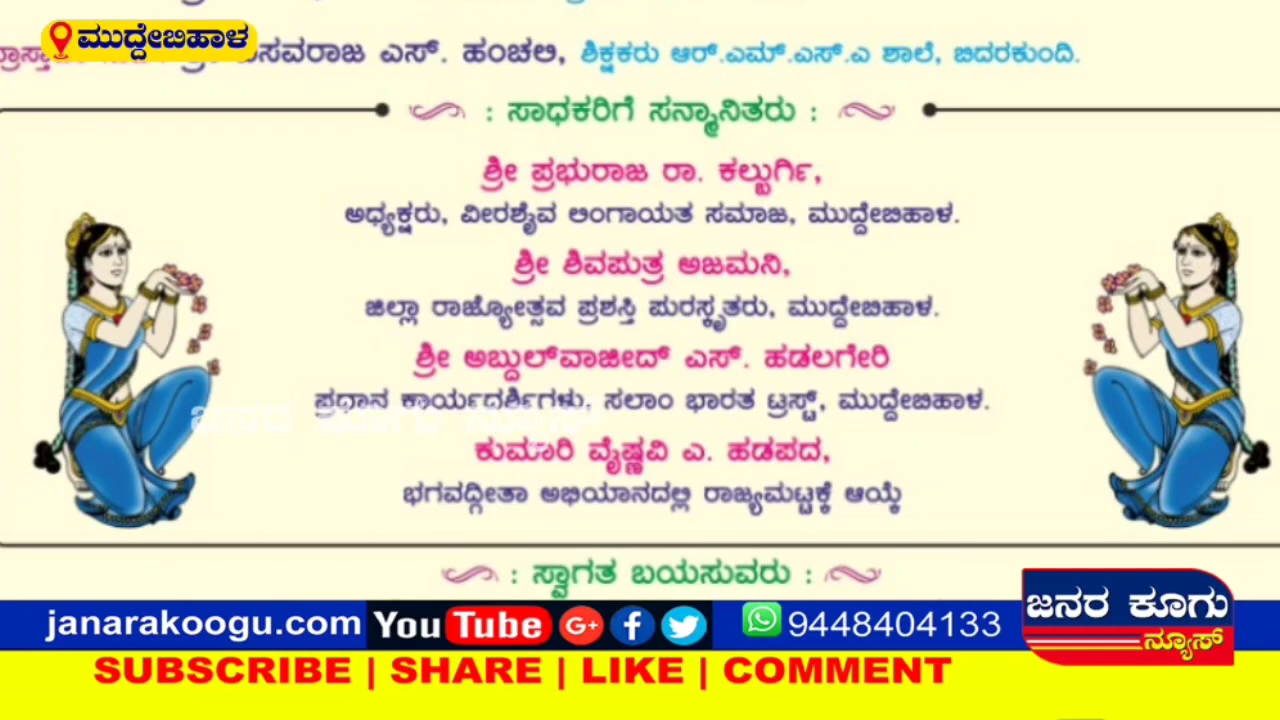 ಮುದ್ದೇಬಿಹಾಳ
ಎಸ್. ಹಂಚಲಿ, ಶಿಕ್ಷಕರು ಆರ್.ಎಮ್.ಎಸ್.ಎ ಶಾಲೆ, ಬಿದರಕುಂದಿ.
: ಸಾಧಕರಿಗೆ ಸನ್ಮಾನಿತರು :
ಶ್ರೀ ಪ್ರಭುರಾಜ ರಾ. ಕಲ್ಬುರ್ಗಿ,
ಅಧ್ಯಕ್ಷರು, ವೀರಶೈವ ಲಿಂಗಾಯತ ಸಮಾಜ, ಮುದ್ದೇಬಿಹಾಳ.
ಶ್ರೀ ಶಿವಪುತ್ರ ಅಜಮನಿ,
ಜಿಲ್ಲಾ ರಾಜ್ಯೋತ್ಸವ ಪ್ರಶಸ್ತಿ ಪುರಸ್ಕೃತರು, ಮುದ್ದೇಬಿಹಾಳ.
ಶ್ರೀ ಅಬ್ದುಲ್‌ವಾಜೀದ್ ಎಸ್. ಹಡಲಗೇರಿ
ಪ್ರಧಾನ ಕಾರ್ಯದರ್ಶಿಗಳು, ಸಲಾಂ ಭಾರತ ಟ್ರಸ್ಟ್, ಮುದ್ದೇಬಿಹಾಳ.
ಕುಮಾರಿ ವೈಷ್ಣವಿ ಎ. ಹಡಪದ,
ಭಗವದ್ಗೀತಾ ಅಭಿಯಾನದಲ್ಲಿ ರಾಜ್ಯಮಟ್ಟಕ್ಕೆ ಆಯ್ಕೆ
: ಸ್ವಾಗತ ಬಯಸುವರು :
janarakoogu.com YouTube G+ f 9448404133
ಜನರ ಕೂಗು
ನ್ಯೂಸ್
SUBSCRIBE | SHARE | LIKE | COMMENT